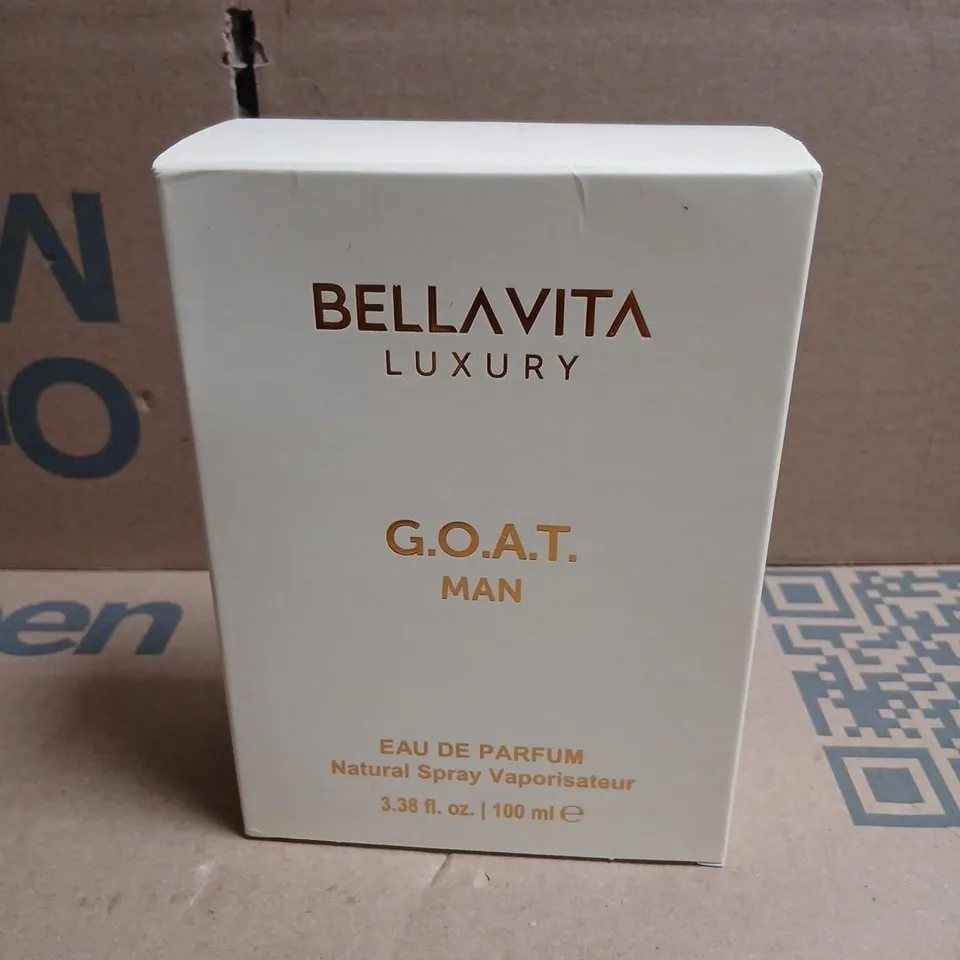 BELLAVITA
LUXURY
G.O.A.T.
MAN
EAU DE PARFUM
Natural Spray Vaporisateur
3.38 fl. oz. | 100 ml ℮